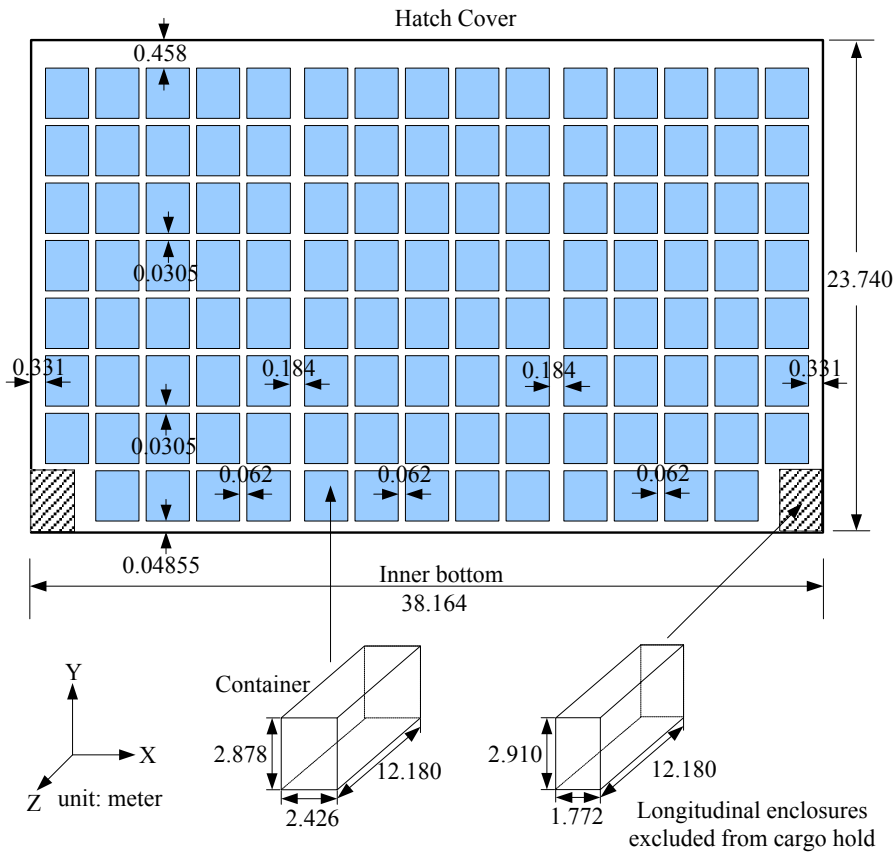 Hatch Cover
0.458
0.0305
23.740
0.331
0.184
0.184
0.331
0.0305
0.062
0.062
0.062
0.04855
Inner bottom
38.164
Y
X
Z
unit: meter
Container
2.878
12.180
2.426
2.910
12.180
1.772
Longitudinal enclosures
excluded from cargo hold